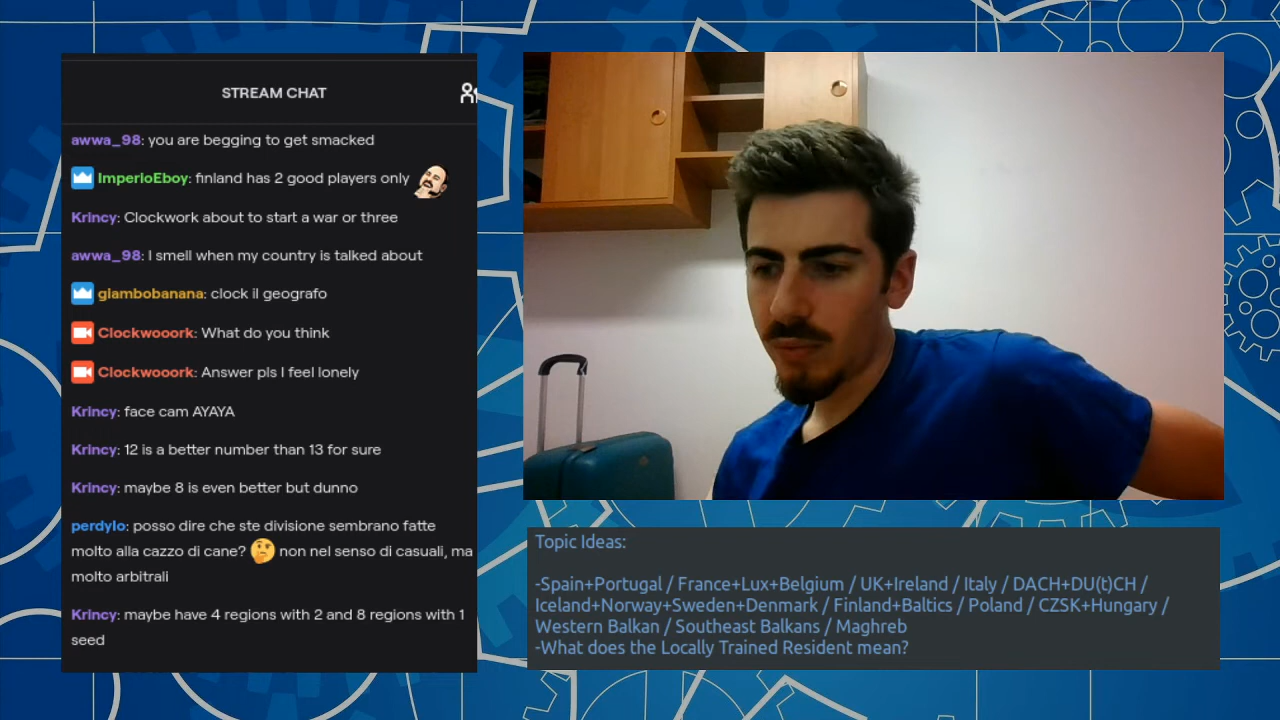 STREAM CHAT
awwa_98: you are begging to get smacked
ImperloEboy: finland has 2 good players only
Krincy: Clockwork about to start a war or three
awwa_98: I smell when my country is talked about
glambobanana: clock il geografo
Clockwooork: What do you think
Clockwooork: Answer pls I feel lonely
Krincy: face cam AYAYA
Krincy: 12 is a better number than 13 for sure
Krincy: maybe 8 is even better but dunno
perdylo: posso dire che ste divisione sembrano fatte
molto alla cazzo di cane? 🤔 non nel senso di casuali, ma
molto arbitrali
Krincy: maybe have 4 regions with 2 and 8 regions with 1
seed
Topic Ideas:
-Spain+Portugal / France+Lux+Belgium / UK+Ireland / Italy / DACH+DU(t)CH /
Iceland+Norway+Sweden+Denmark / Finland+Baltics / Poland / CZSK+Hungary /
Western Balkan / Southeast Balkans / Maghreb
-What does the Locally Trained Resident mean?